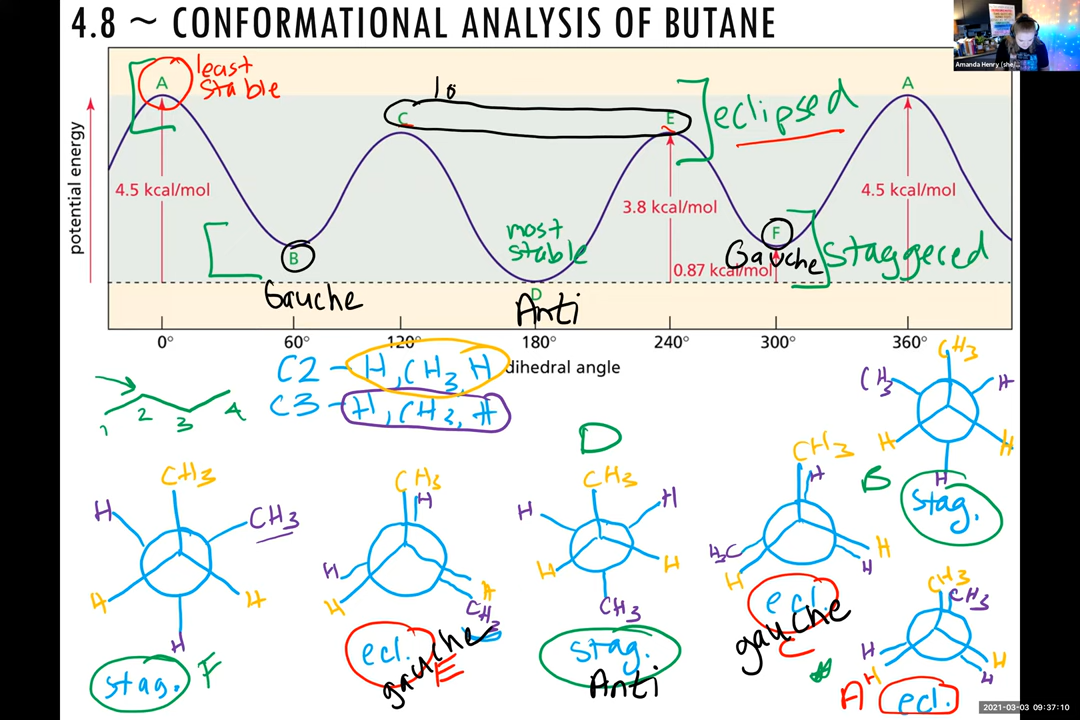 4.8 ~ CONFORMATIONAL ANALYSIS OF BUTANE
Amanda Henry (she/
potential energy
A
least
stable
4.5 kcal/mol
B
Gauche
C
10
E
eclipsed
most
stable
D
Anti
3.8 kcal/mol
0.87 kcal/mol
F
Gauche
staggered
A
4.5 kcal/mol
0°
60°
120°
180°
240°
300°
360°
dihedral angle
C2 - H, CH3, H
C3 - H, CH3, H
1
2
3
4
CH3
H
CH3
H
H
H
stag.
F
CH3
H
H
H
H
CH3
ecl.
gauche
E
D
CH3
H
H
H
H
CH3
stag.
Anti
CH3
H
H3C
H
H
H
ecl.
gauche
C
B
CH3
CH3
H
H
H
H
stag.
CH3
CH3
H
H
H
H
A
ecl.
2021-03-03 09:37:10